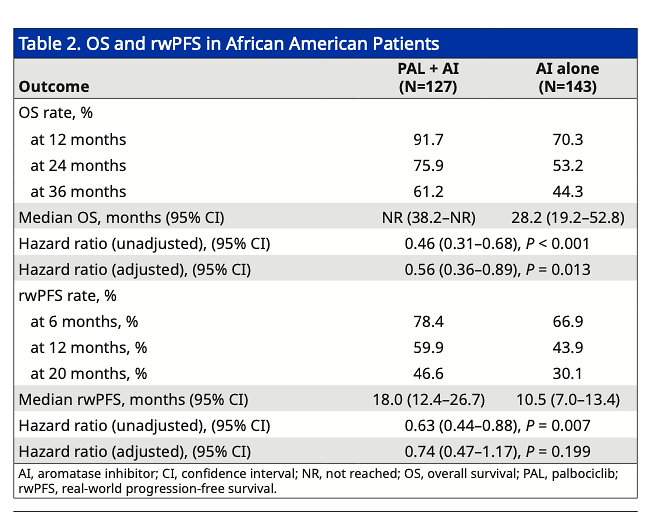 Table 2. OS and rwPFS in African American Patients
Outcome PAL + AI (N=127) AI alone (N=143)
OS rate, %
at 12 months 91.7 70.3
at 24 months 75.9 53.2
at 36 months 61.2 44.3
Median OS, months (95% CI) NR (38.2–NR) 28.2 (19.2–52.8)
Hazard ratio (unadjusted), (95% CI) 0.46 (0.31–0.68), P < 0.001
Hazard ratio (adjusted), (95% CI) 0.56 (0.36–0.89), P = 0.013
rwPFS rate, %
at 6 months, % 78.4 66.9
at 12 months, % 59.9 43.9
at 20 months, % 46.6 30.1
Median rwPFS, months (95% CI) 18.0 (12.4–26.7) 10.5 (7.0–13.4)
Hazard ratio (unadjusted), (95% CI) 0.63 (0.44–0.88), P = 0.007
Hazard ratio (adjusted), (95% CI) 0.74 (0.47–1.17), P = 0.199
AI, aromatase inhibitor; CI, confidence interval; NR, not reached; OS, overall survival; PAL, palbociclib;
rwPFS, real-world progression-free survival.